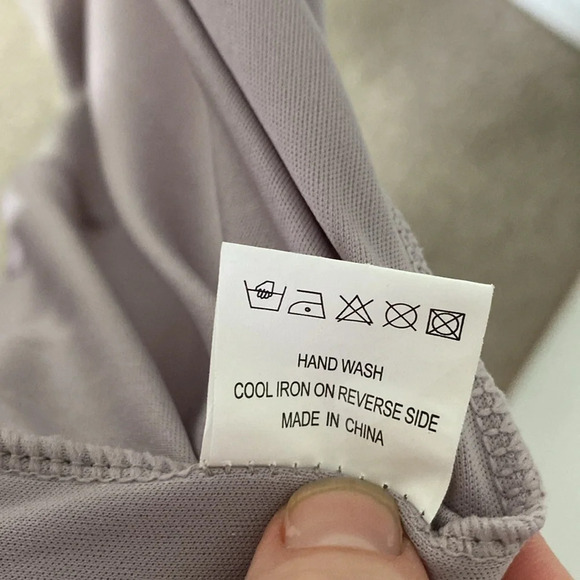 HAND WASH
COOL IRON ON REVERSE SIDE
MADE IN CHINA